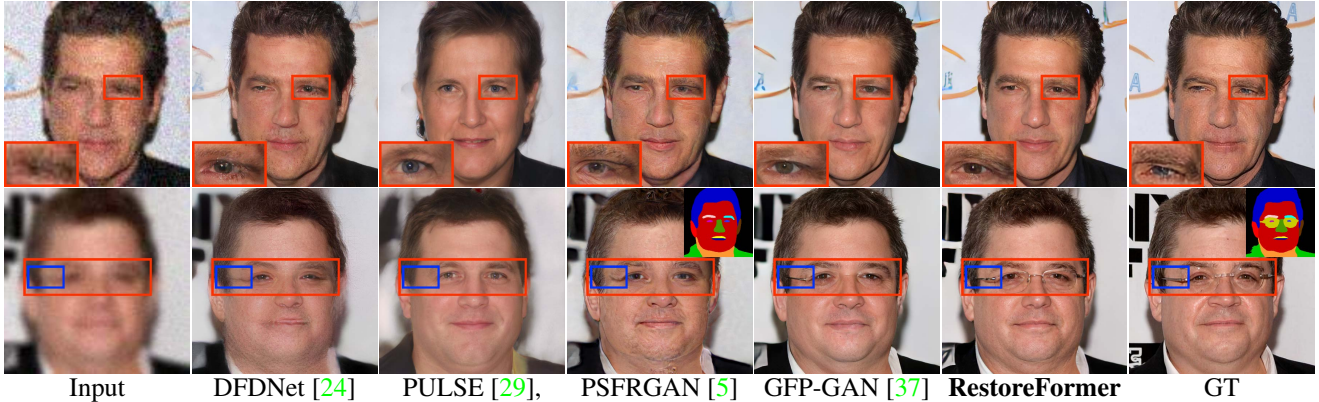 Input DFDNet [24] PULSE [29], PSFRGAN [5] GFP-GAN [37] RestoreFormer GT